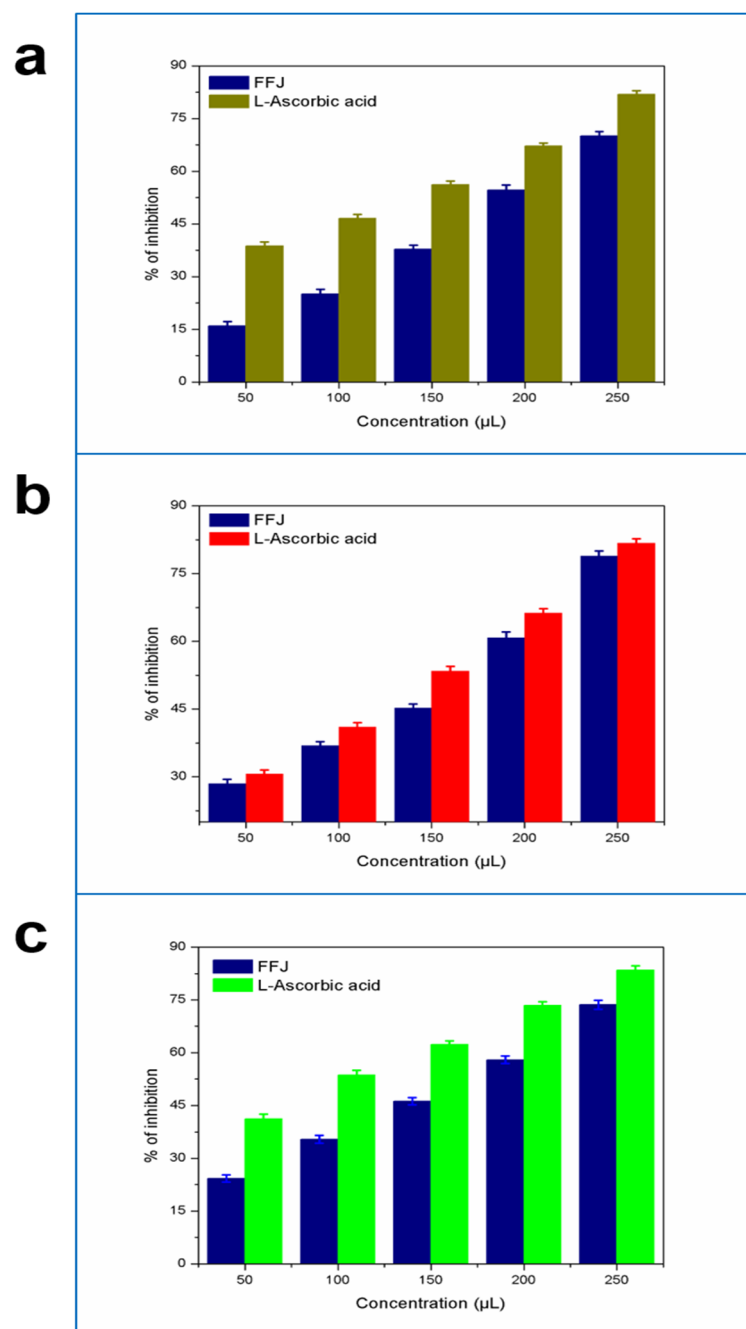 a
90
75
60
45
30
15
0
FFJ
L-Ascorbic acid
% of inhibition
50 100 150 200 250
Concentration (µL)
b
90
75
60
45
30
FFJ
L-Ascorbic acid
% of inhibition
50 100 150 200 250
Concentration (µL)
c
90
75
60
45
30
15
0
FFJ
L-Ascorbic acid
% of inhibition
50 100 150 200 250
Concentration (µL)